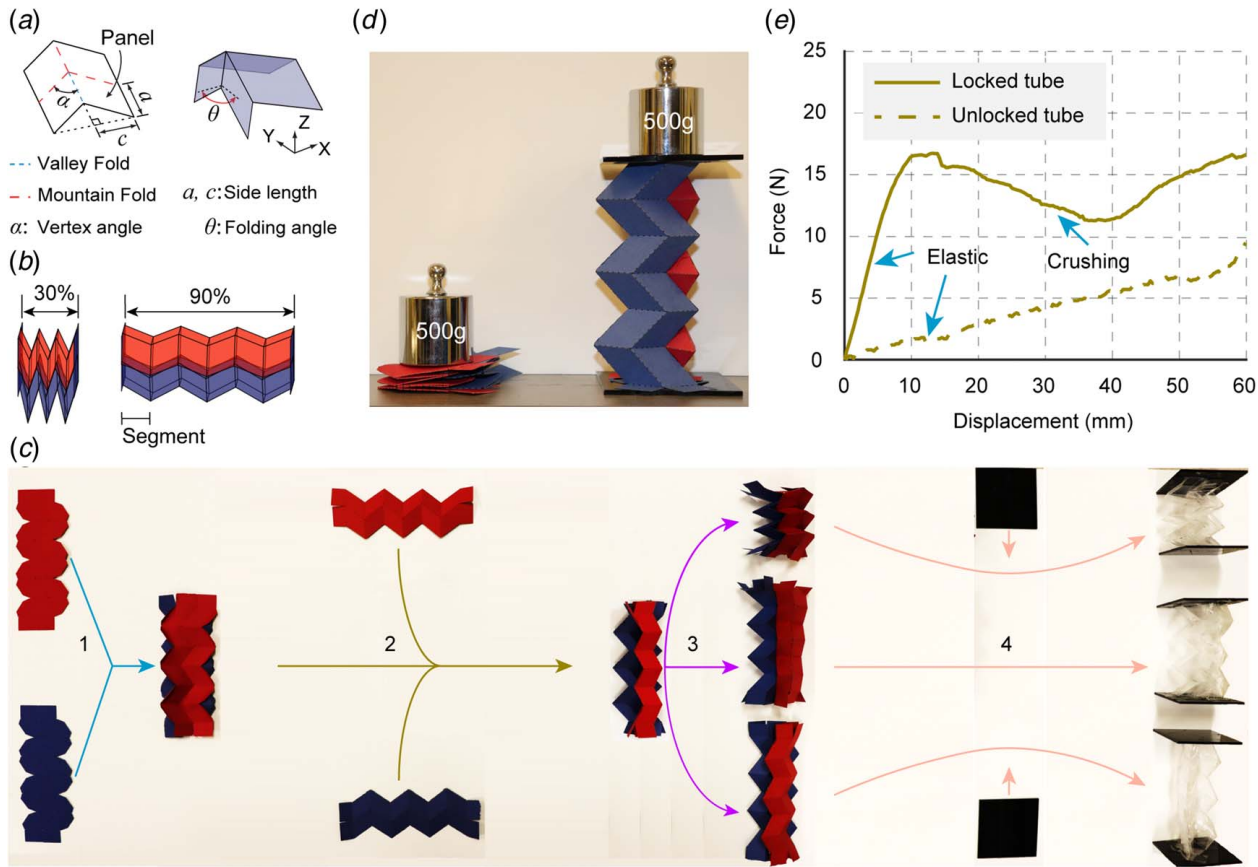 (a)
Panel
α
a
c
θ
Z
Y
X
Valley Fold
Mountain Fold
a, c:Side length
α: Vertex angle
θ:Folding angle
(b)
30%
90%
Segment
(c)
1
2
3
4
(d)
500g
500g
(e)
25
20
15
10
5
0
Force (N)
Locked tube
Unlocked tube
Elastic
Crushing
0
10
20
30
40
50
60
Displacement (mm)